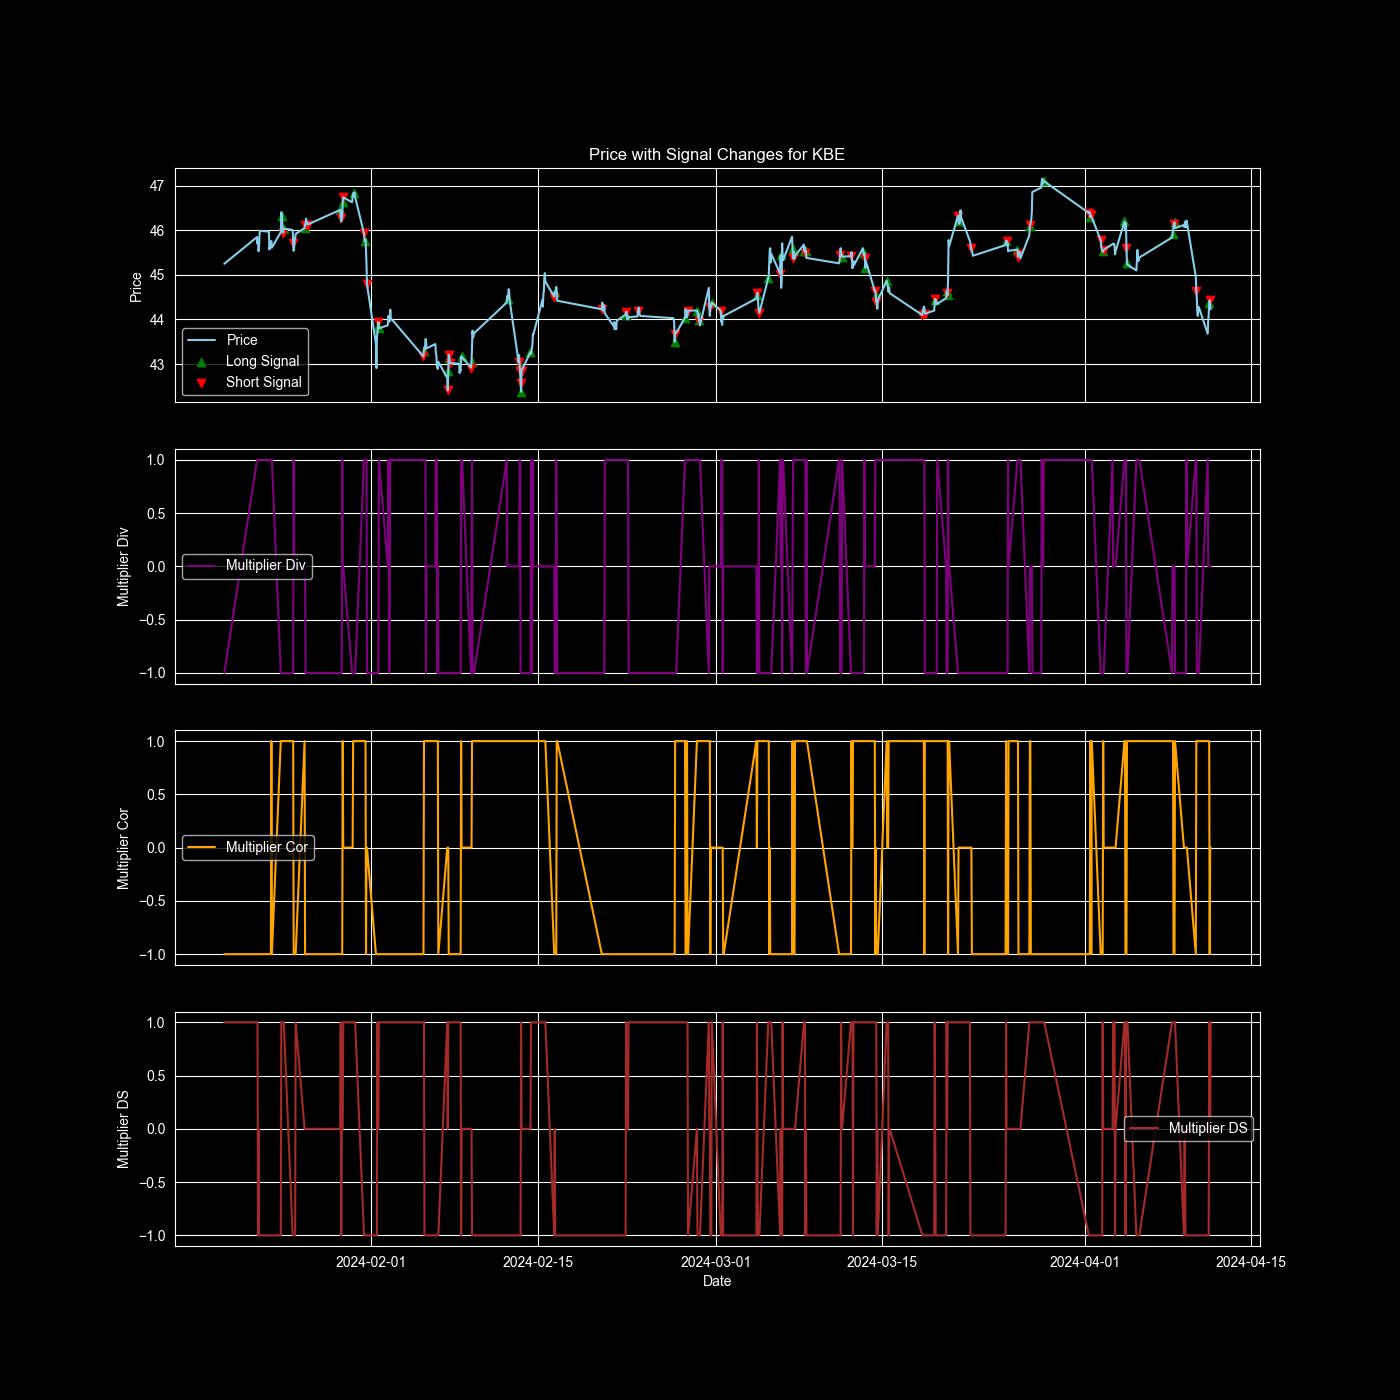 Price with Signal Changes for KBE
47
46
45
44
43
Price
Price
Long Signal
Short Signal
1.0
0.5
0.0
−0.5
−1.0
Multiplier Div
Multiplier Div
1.0
0.5
0.0
−0.5
−1.0
Multiplier Cor
Multiplier Cor
1.0
0.5
0.0
−0.5
−1.0
Multiplier DS
Multiplier DS
2024-02-01 2024-02-15 2024-03-01 2024-03-15 2024-04-01 2024-04-15
Date